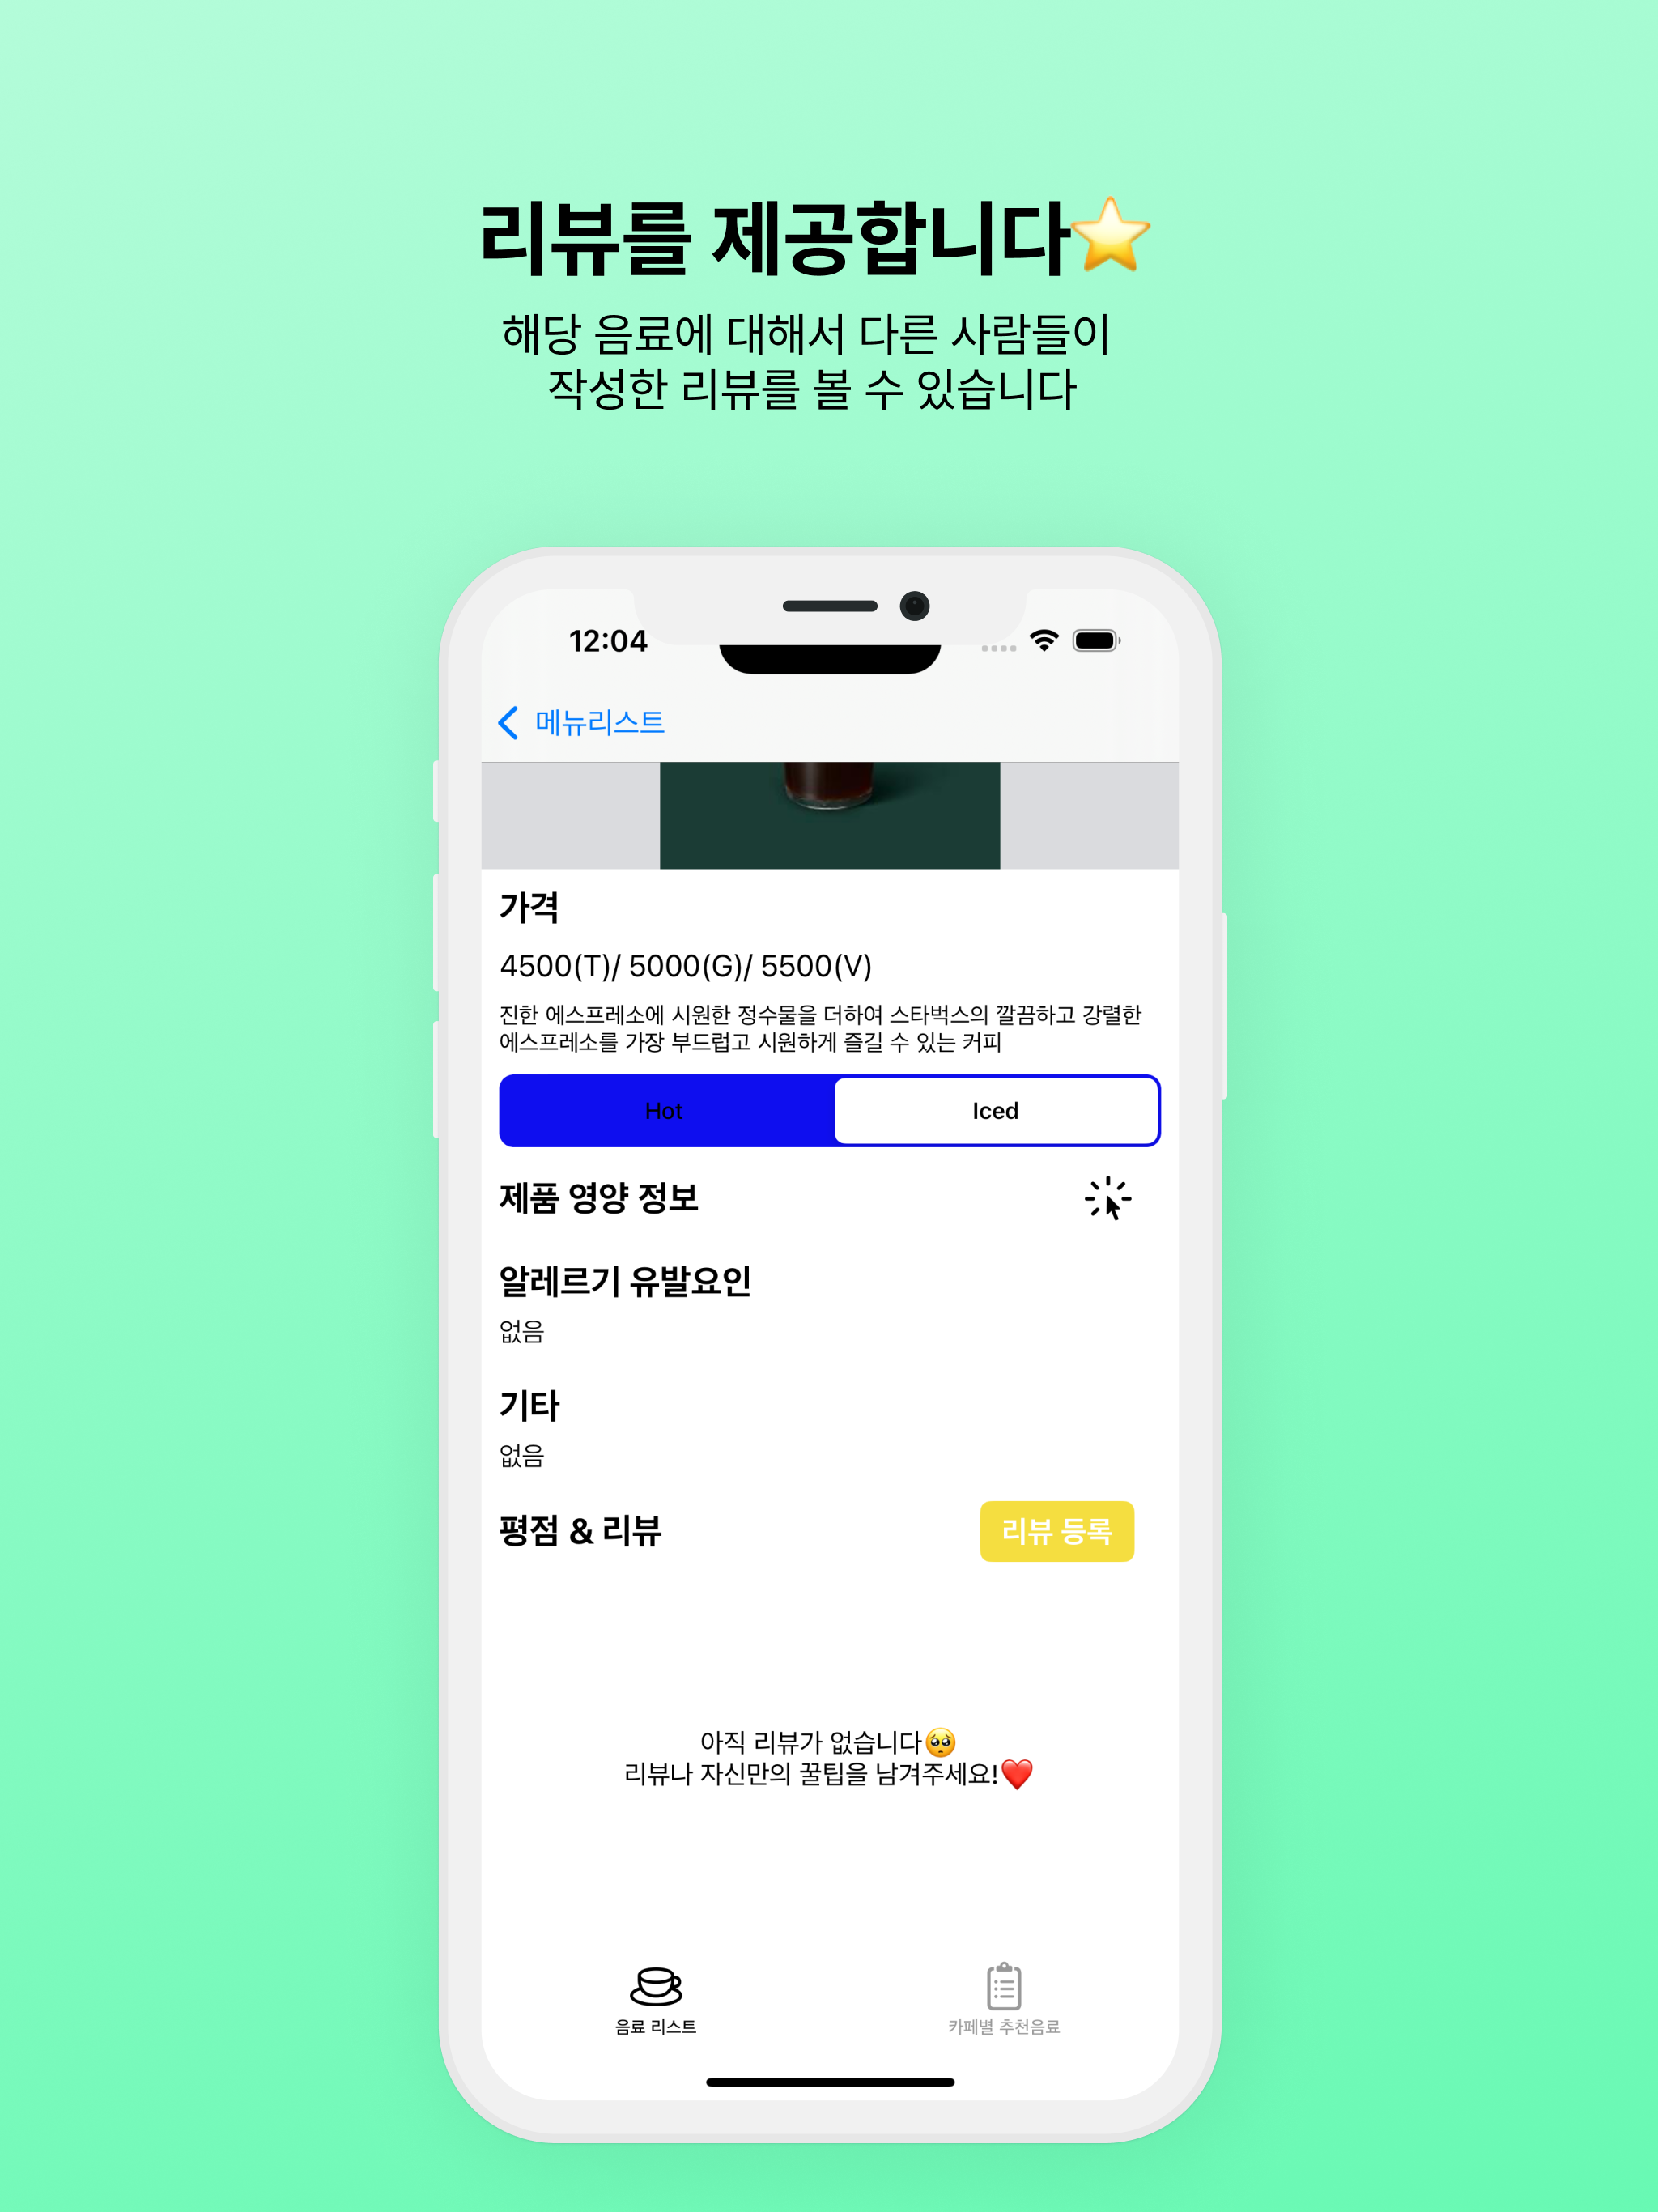 리뷰를 제공합니다⭐
해당 음료에 대해서 다른 사람들이
작성한 리뷰를 볼 수 있습니다
12:04
메뉴리스트
가격
4500(T)/ 5000(G)/ 5500(V)
진한 에스프레소에 시원한 정수물을 더하여 스타벅스의 깔끔하고 강렬한
에스프레소를 가장 부드럽고 시원하게 즐길 수 있는 커피
Hot Iced
제품 영양 정보
알레르기 유발요인
없음
기타
없음
평점 & 리뷰 리뷰 등록
아직 리뷰가 없습니다🥺
리뷰나 자신만의 꿀팁을 남겨주세요!❤️
음료 리스트 카페별 추천음료